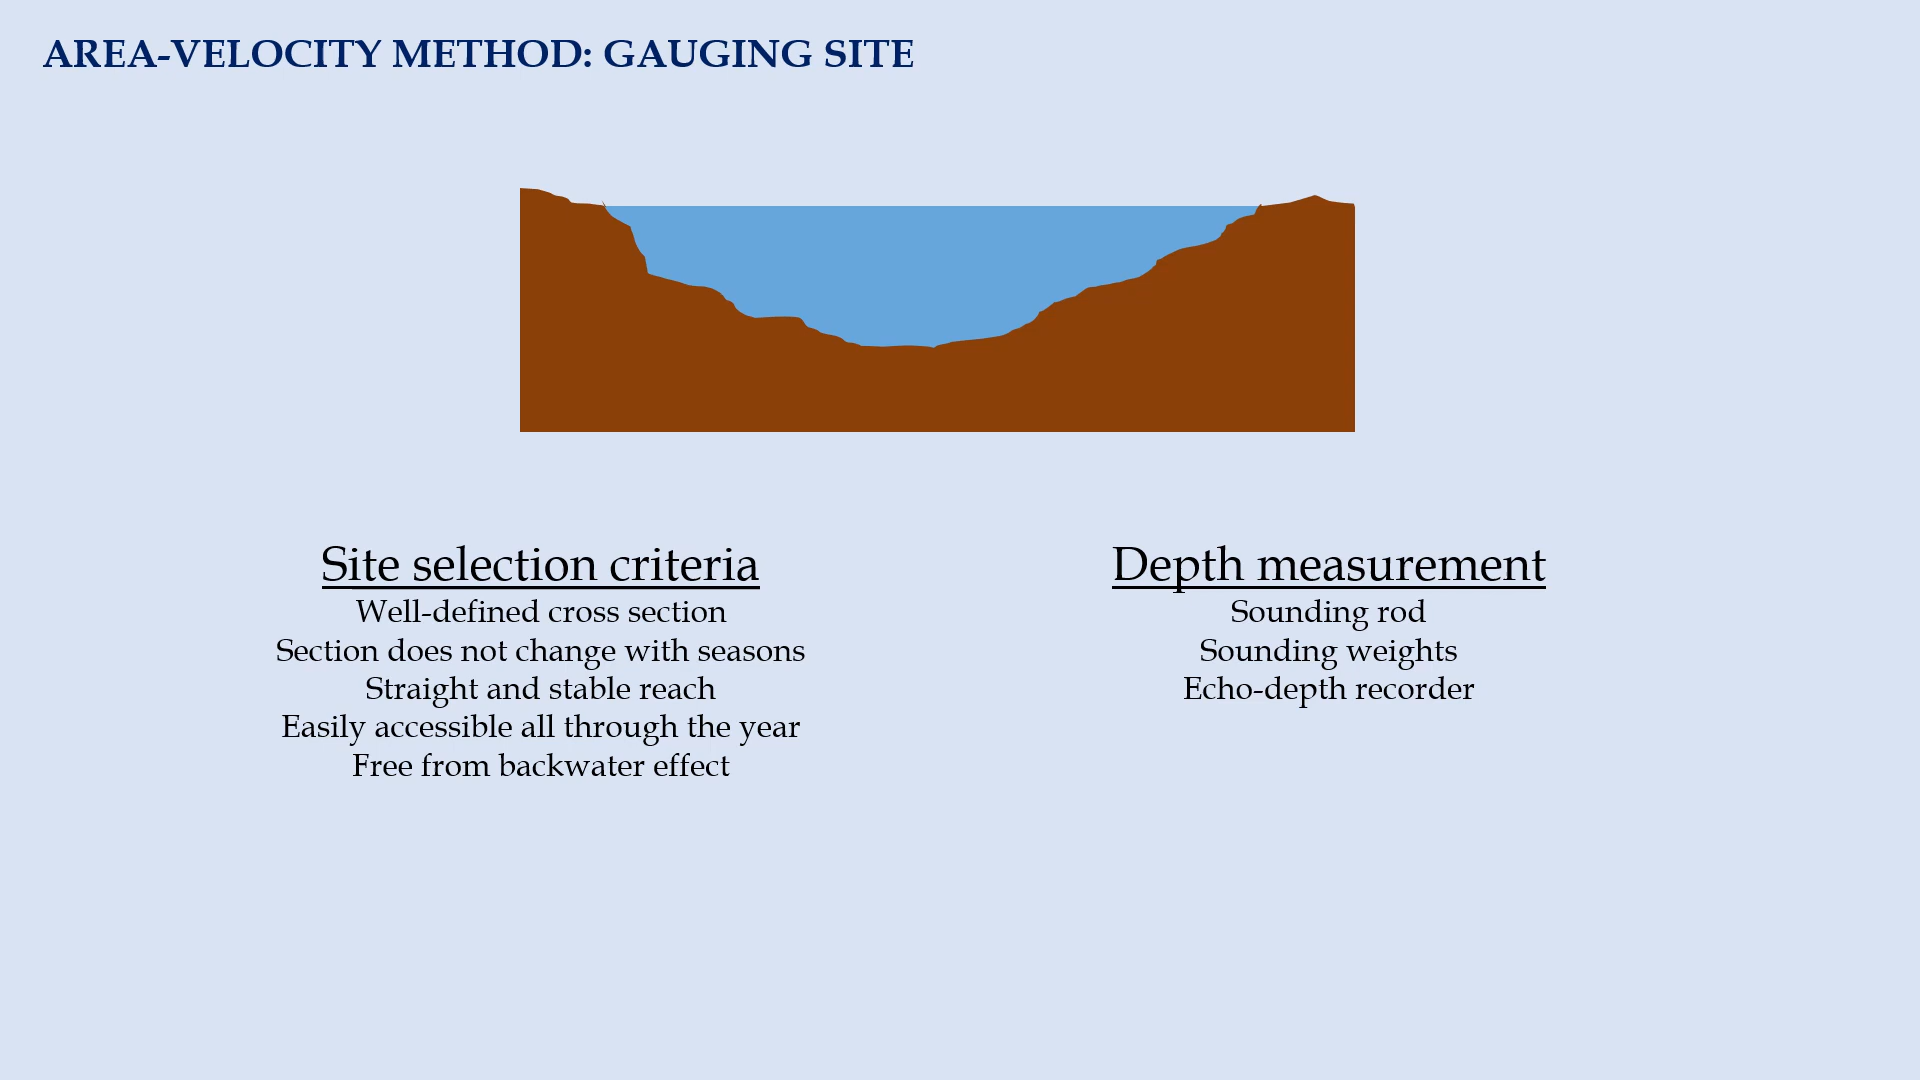 AREA-VELOCITY METHOD: GAUGING SITE
Site selection criteria
Well-defined cross section
Section does not change with seasons
Straight and stable reach
Easily accessible all through the year
Free from backwater effect
Depth measurement
Sounding rod
Sounding weights
Echo-depth recorder